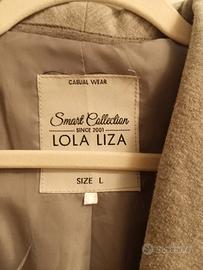 CASUAL WEAR
Smart Collection
SINCE 2001
LOLA LIZA
SIZE L